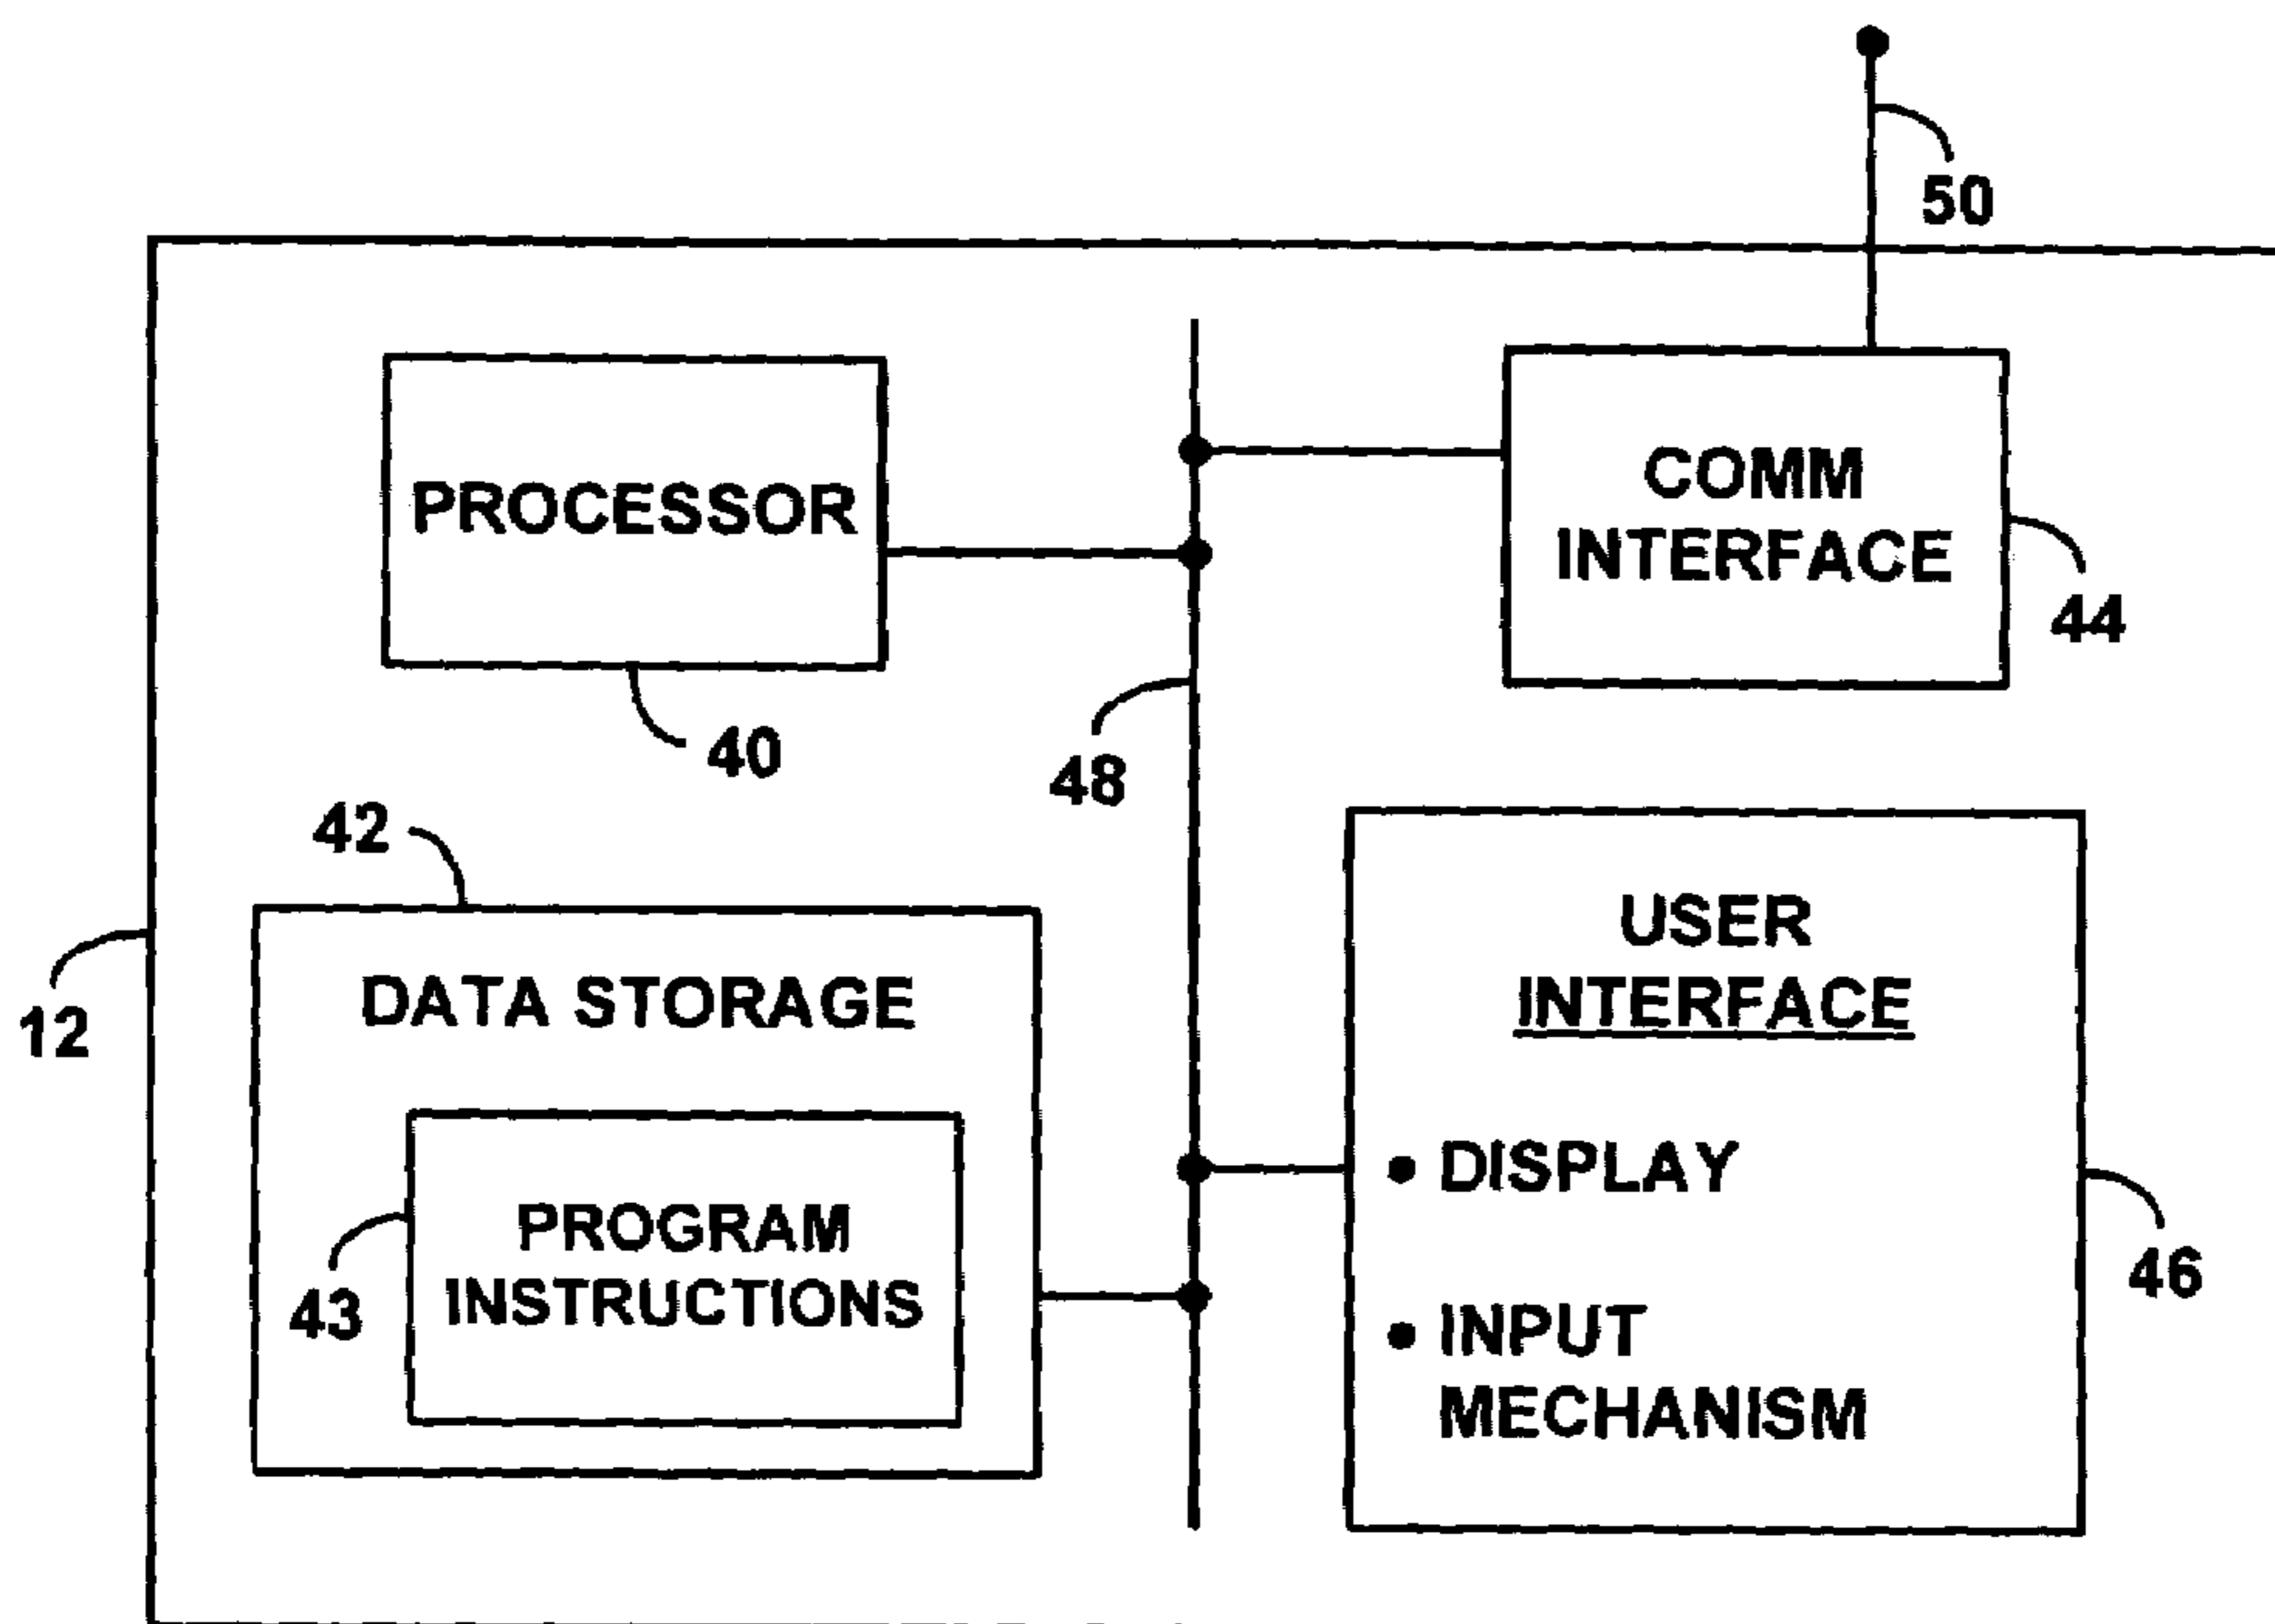 50
PROCESSOR
COMM
INTERFACE
44
40
48
42
12
DATA STORAGE
PROGRAM
INSTRUCTIONS
43
USER
INTERFACE
• DISPLAY
• INPUT
MECHANISM
46